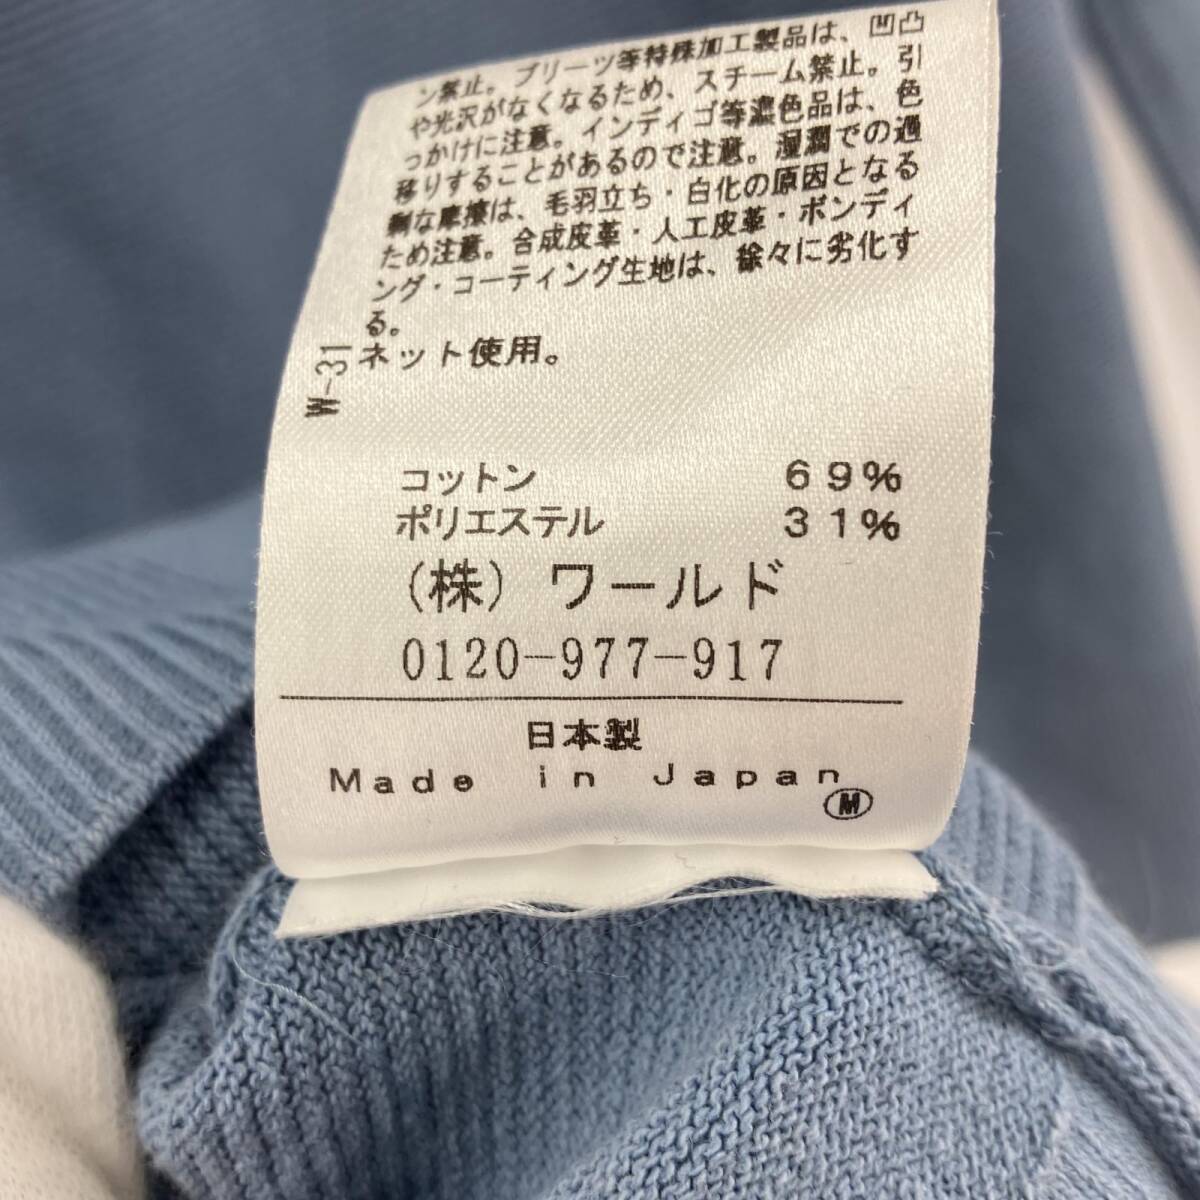 ン禁止。プリーツ等特殊加工製品は、凹凸
や光沢がなくなるため、スチーム禁止。引
っかけに注意。インディゴ等濃色品は、色
移りすることがあるので注意。湿潤での過
剰な摩擦は、毛羽立ち・白化の原因となる
ため注意。合成皮革・人工皮革・ボンディ
ング・コーティング生地は、徐々に劣化す
る。
ネット使用。
W-31
コットン 69%
ポリエステル 31%
(株) ワールド
0120-977-917
日本製
Made in Japan
M